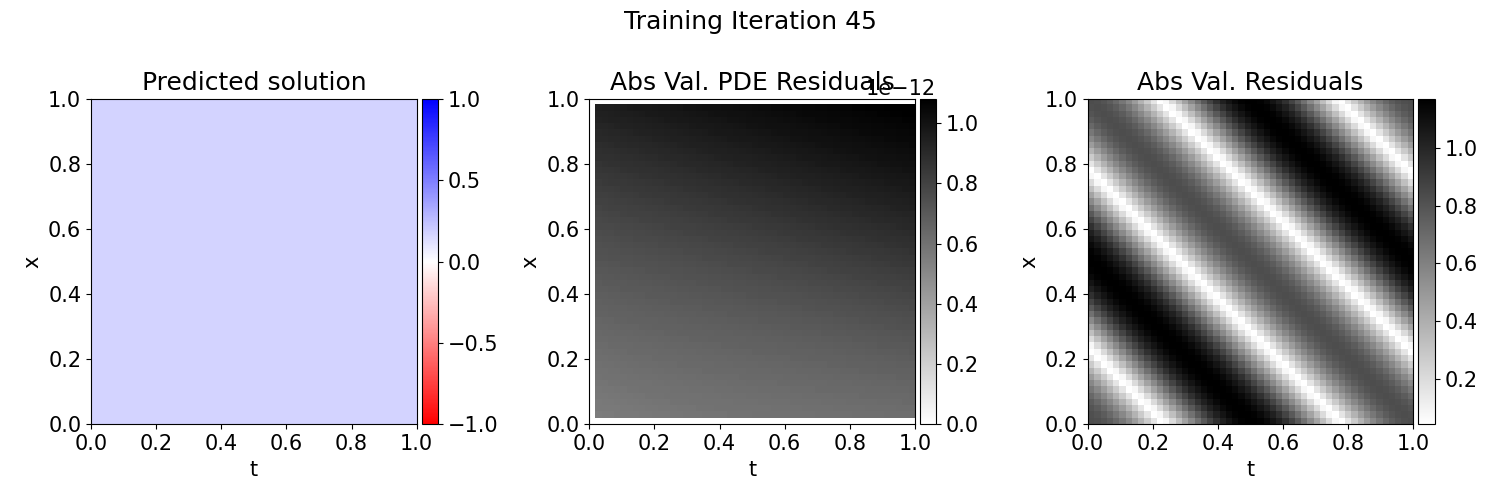 Training Iteration 45
Predicted solution
Abs Val. PDE Residuals
1e−12
Abs Val. Residuals
1.0
0.8
0.6
0.4
0.2
0.0
x
0.0 0.2 0.4 0.6 0.8 1.0
t
1.0
0.5
0.0
−0.5
−1.0
1.0
0.8
0.6
0.4
0.2
0.0
x
0.0 0.2 0.4 0.6 0.8 1.0
t
1.0
0.8
0.6
0.4
0.2
0.0
1.0
0.8
0.6
0.4
0.2
0.0
x
0.0 0.2 0.4 0.6 0.8 1.0
t
1.0
0.8
0.6
0.4
0.2